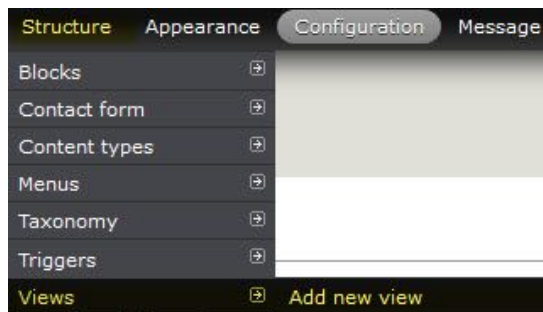 Structure Appearance Configuration Message
Blocks
Contact form
Content types
Menus
Taxonomy
Triggers
Views Add new view